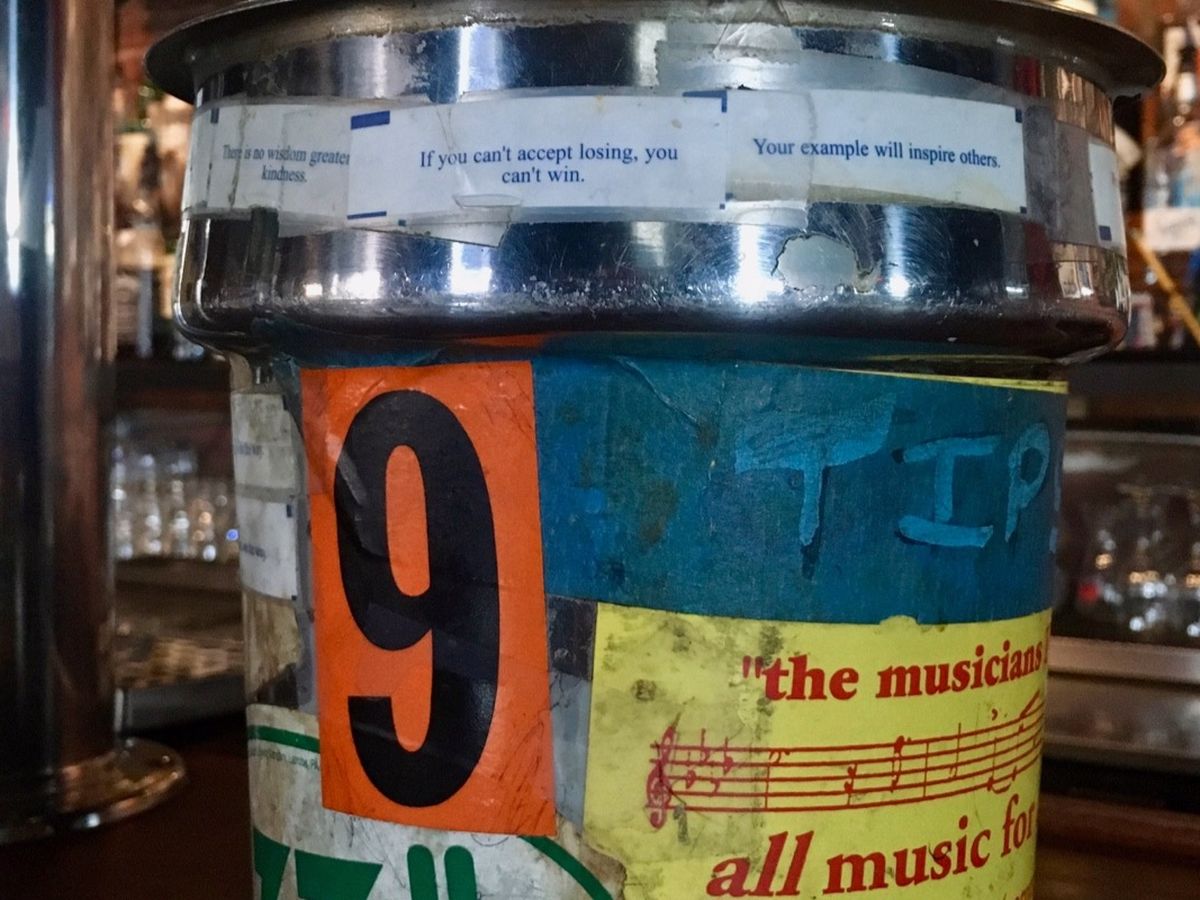 There is no wisdom greater
kindness.
If you can't accept losing, you
can't win.
Your example will inspire others.
9
TIP
"the musicians
all music for